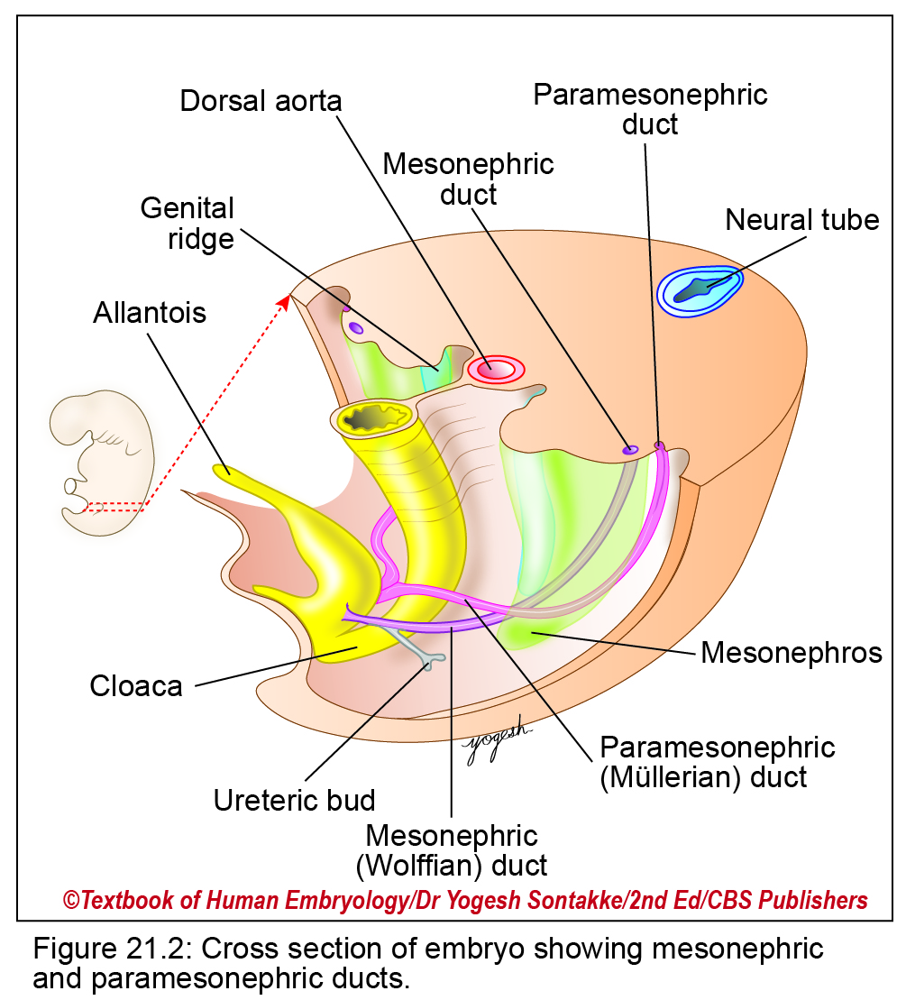 Dorsal aorta
Paramesonephric
duct
Mesonephric
duct
Genital
ridge
Neural tube
Allantois
Mesonephros
Cloaca
yogesh
Paramesonephric
(Müllerian) duct
Ureteric bud
Mesonephric
(Wolffian) duct
©Textbook of Human Embryology/Dr Yogesh Sontakke/2nd Ed/CBS Publishers
Figure 21.2: Cross section of embryo showing mesonephric
and paramesonephric ducts.